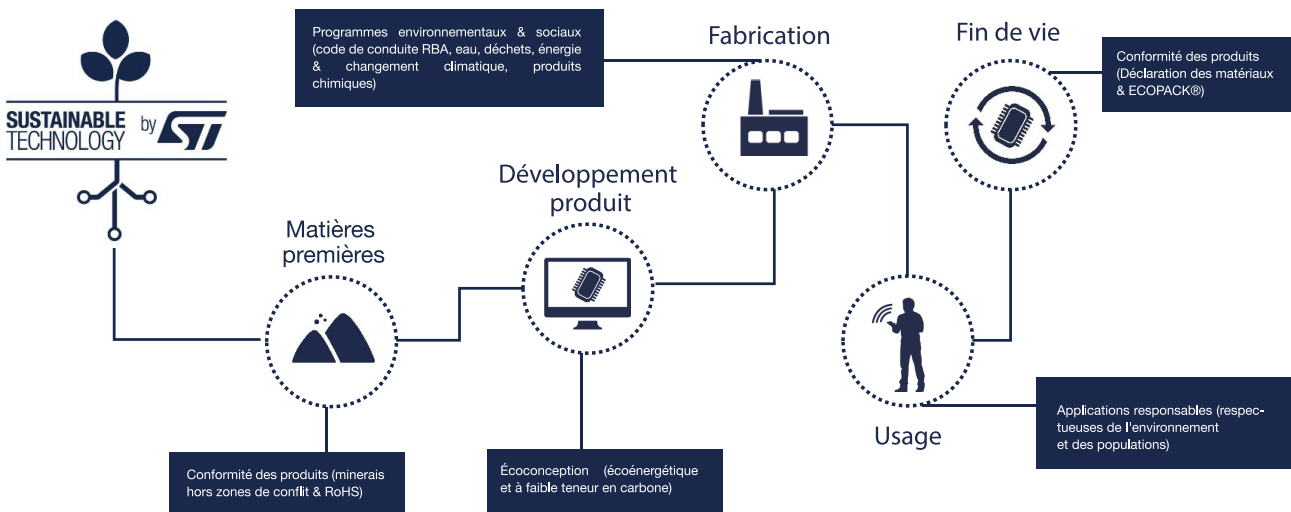 SUSTAINABLE
TECHNOLOGY
by ST
Matières
premières
Conformité des produits (minerais
hors zones de conflit & RoHS)
Développement
produit
Écoconception (écoénergétique
et à faible teneur en carbone)
Fabrication
Programmes environnementaux & sociaux
(code de conduite RBA, eau, déchets, énergie
& changement climatique, produits
chimiques)
Usage
Applications responsables (respec-
tueuses de l'environnement
et des populations)
Fin de vie
Conformité des produits
(Déclaration des matériaux
& ECOPACK®)